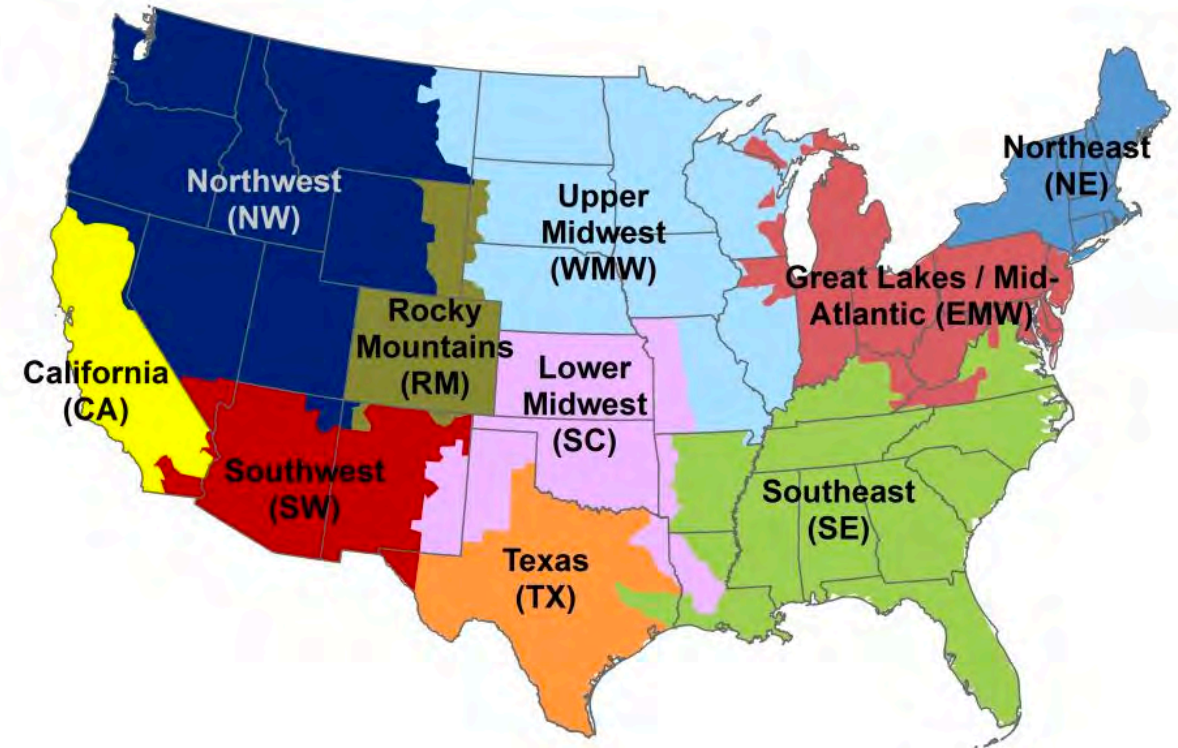 Northwest
(NW)
Upper
Midwest
(WMW)
Northeast
(NE)
Great Lakes / Mid-
Atlantic (EMW)
Rocky
Mountains
(RM)
California
(CA)
Lower
Midwest
(SC)
Southwest
(SW)
Southeast
(SE)
Texas
(TX)